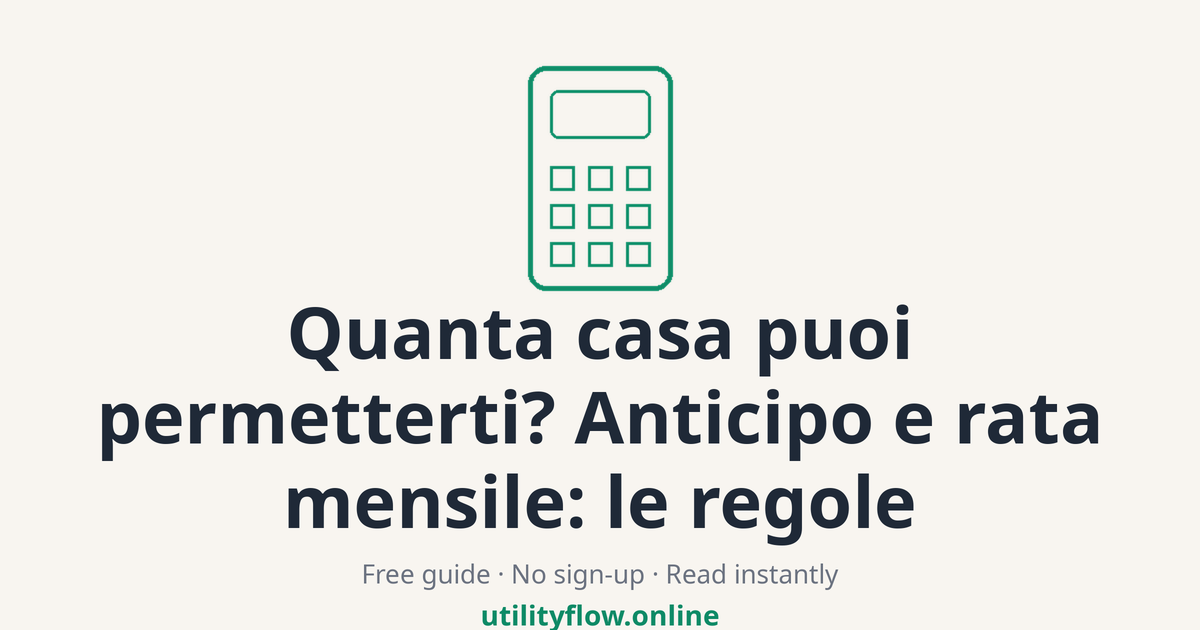 Quanta casa puoi
permetterti? Anticipo e rata
mensile: le regole
Free guide · No sign-up · Read instantly
utilityflow.online